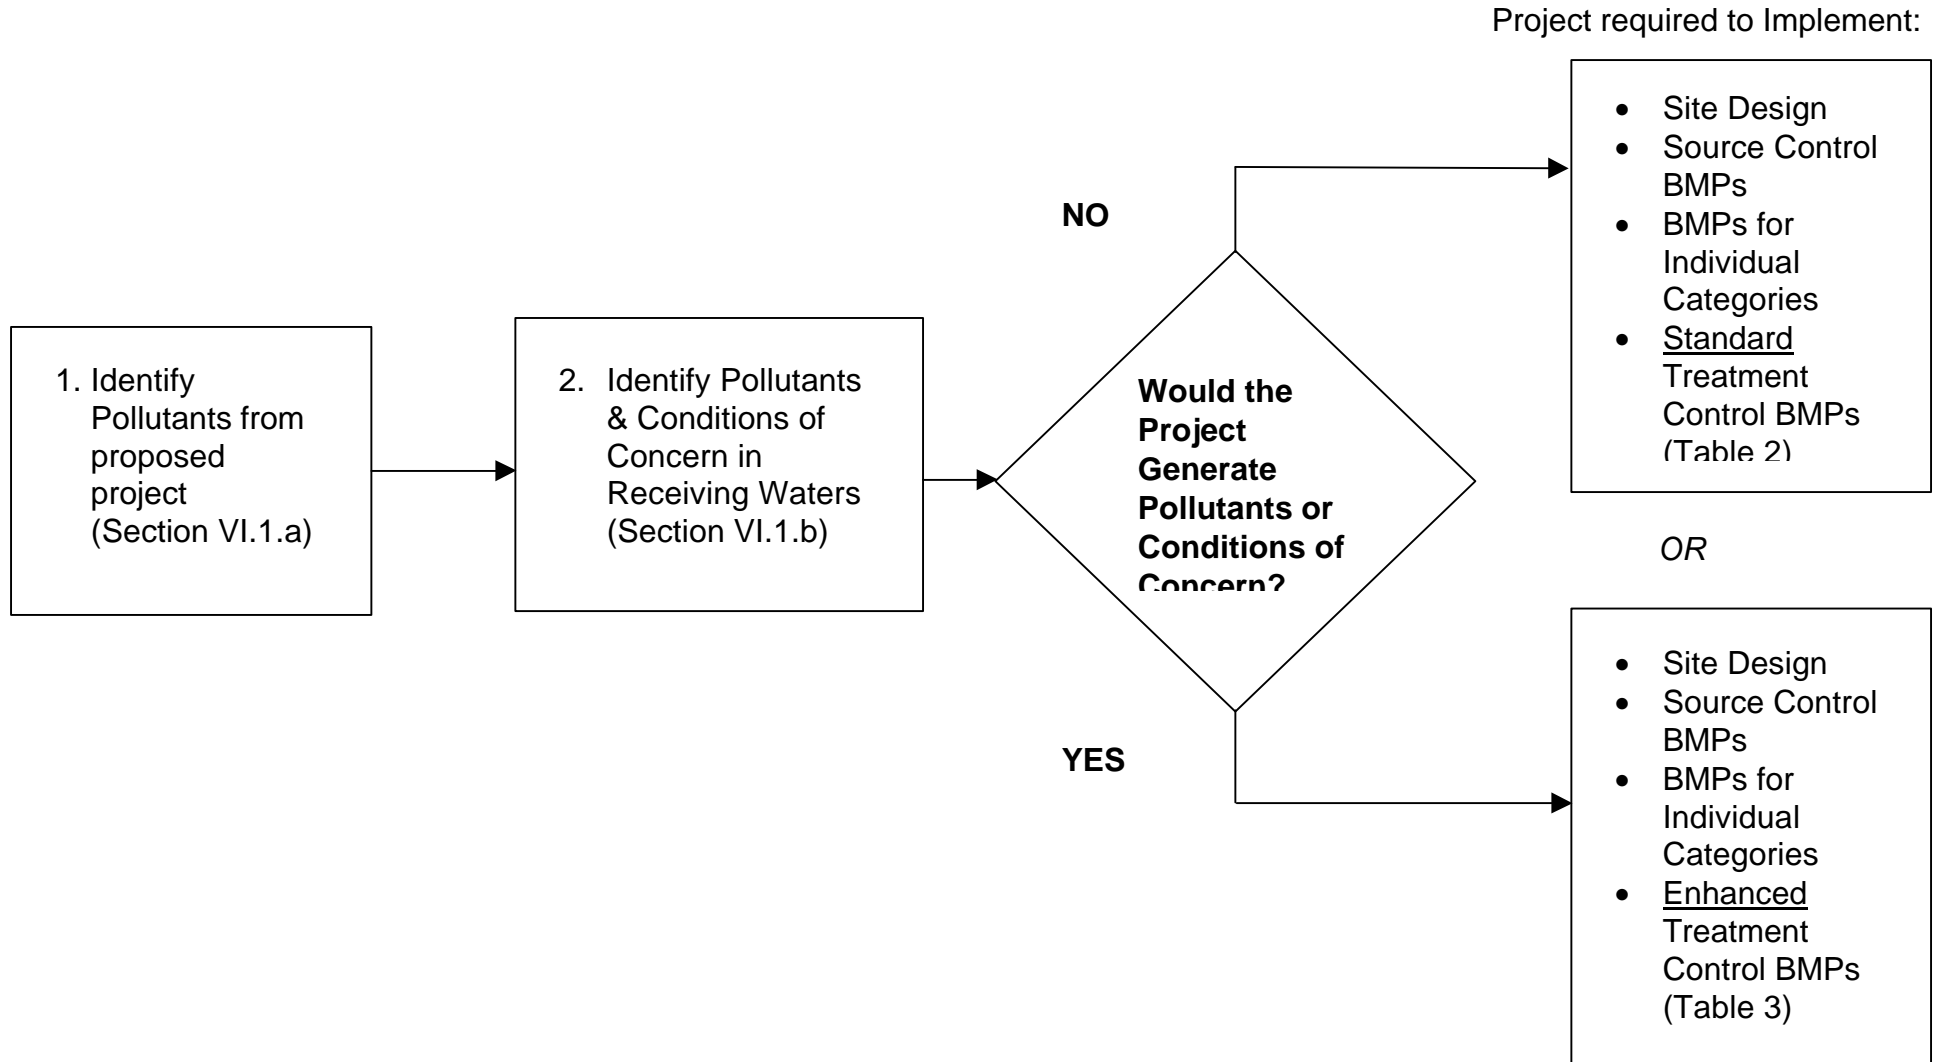 Project required to Implement:
1. Identify
Pollutants from
proposed
project
(Section VI.1.a)
2. Identify Pollutants
& Conditions of
Concern in
Receiving Waters
(Section VI.1.b)
Would the
Project
Generate
Pollutants or
Conditions of
Concern?
NO
• Site Design
• Source Control
BMPs
• BMPs for
Individual
Categories
• Standard
Treatment
Control BMPs
(Table 2)
OR
YES
• Site Design
• Source Control
BMPs
• BMPs for
Individual
Categories
• Enhanced
Treatment
Control BMPs
(Table 3)